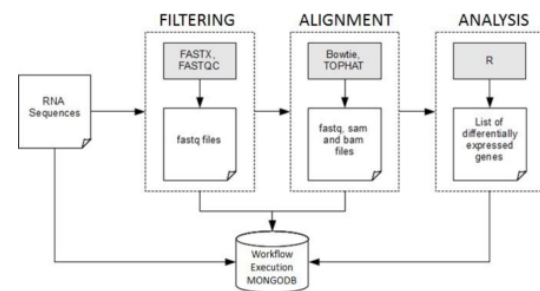 FILTERING
ALIGNMENT
ANALYSIS
FASTX,
FASTQC
Bowtie,
TOPHAT
R
RNA
Sequences
fastq files
fastq, sam
and bam
files
List of
differentially
expressed
genes
Workflow
Execution
MONGODB